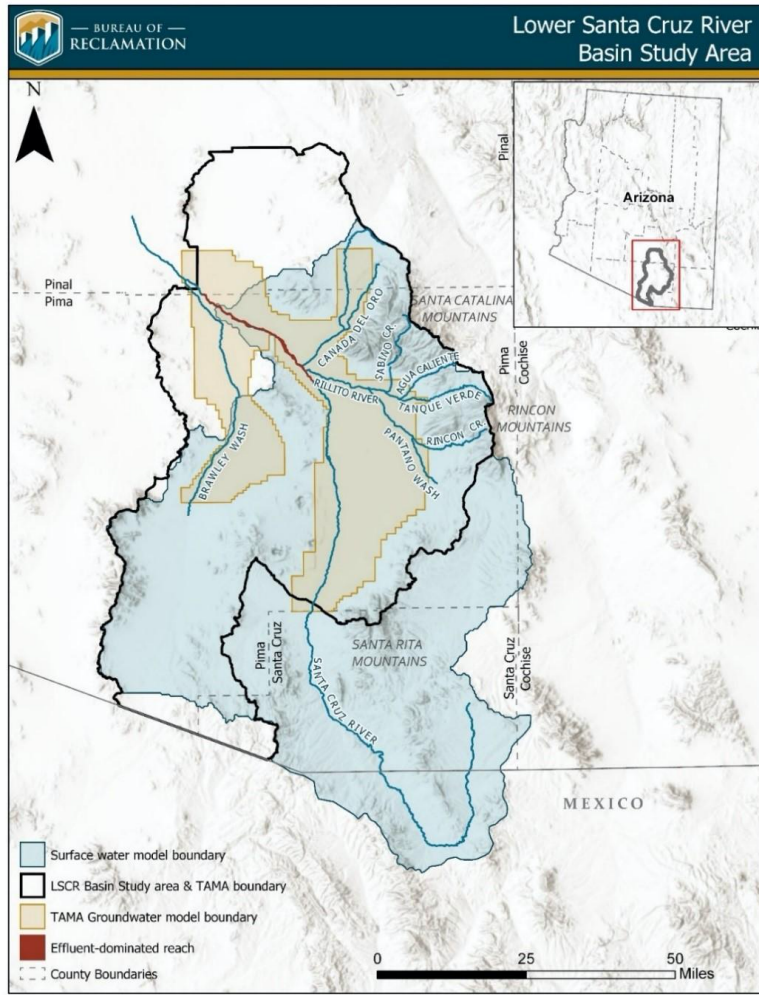 BUREAU OF
RECLAMATION
Lower Santa Cruz River
Basin Study Area
N
Pinal
Arizona
Pinal
Pima
SANTA CATALINA
MOUNTAINS
CANADA DEL ORO
SABINO CR.
AGUA CALIENTE
Pima
Cochise
RILLITO RIVER
TANQUE VERDE
RINCON
MOUNTAINS
RINCON CR.
PANTANO WASH
BRAWLEY WASH
Pima
Santa Cruz
SANTA RITA
MOUNTAINS
Santa Cruz
Cochise
SANTA CRUZ RIVER
MEXICO
Surface water model boundary
LSCR Basin Study area & TAMA boundary
TAMA Groundwater model boundary
Effluent-dominated reach
County Boundaries
0 25 50
Miles